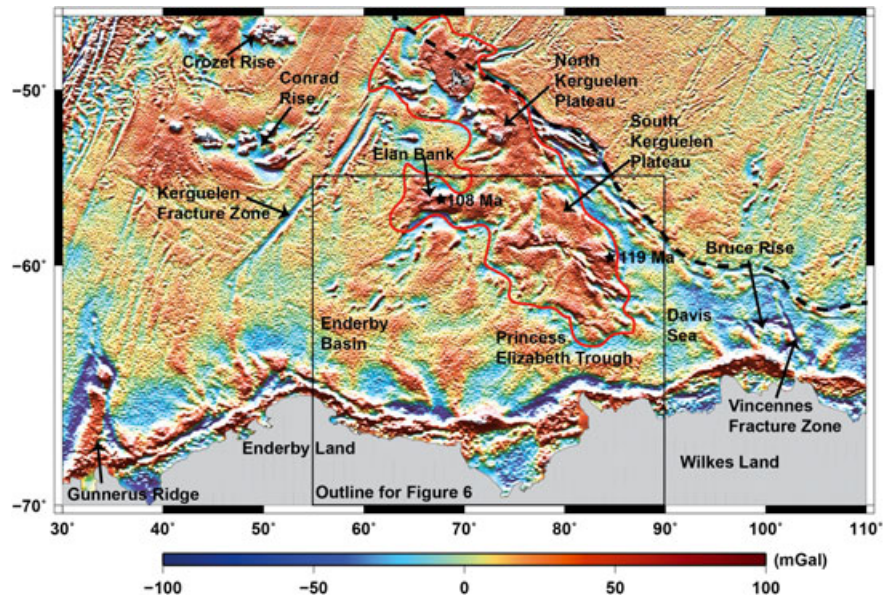 Crozet Rise
Conrad
Rise
North
Kerguelen
Plateau
South
Kerguelen
Plateau
Elan Bank
108 Ma
Kerguelen
Fracture Zone
119 Ma
Bruce Rise
Enderby
Basin
Princess
Elizabeth Trough
Davis
Sea
Vincennes
Fracture Zone
Enderby Land
Wilkes Land
Gunnerus Ridge
Outline for Figure 6
−50°
−60°
−70°
30° 40° 50° 60° 70° 80° 90° 100° 110°
(mGal)
−100 −50 0 50 100